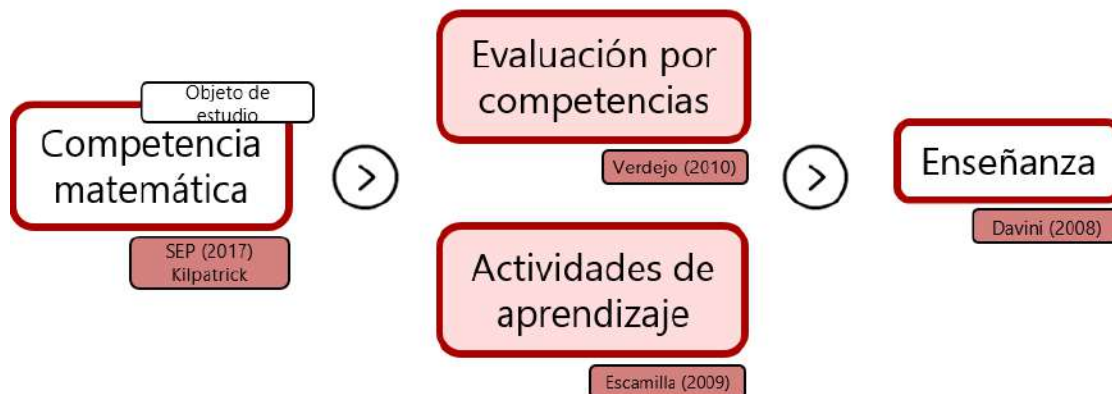 Objeto de
estudio
Competencia
matemática
SEP (2017)
Kilpatrick
Evaluación por
competencias
Verdejo (2010)
Actividades de
aprendizaje
Escamilla (2009)
Enseñanza
Davini (2008)